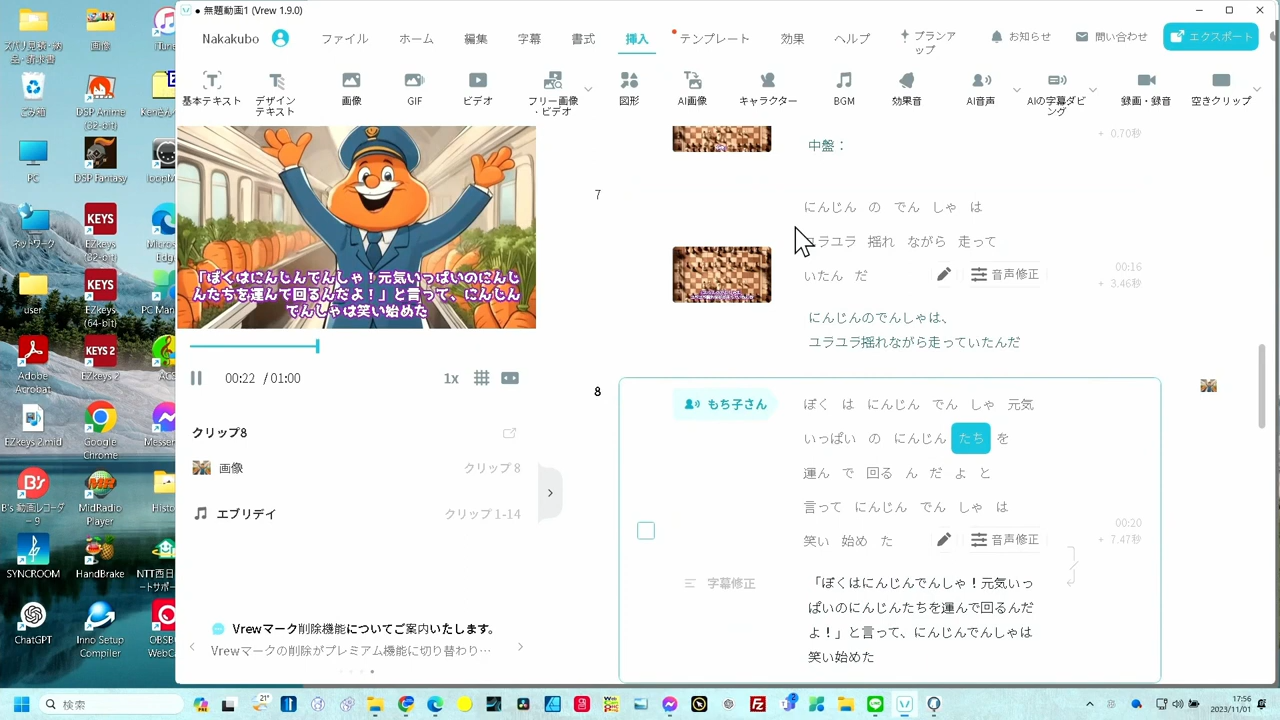 ● 無題動画1 (Vrew 1.9.0)
Nakakubo
ファイル
ホーム
編集
字幕
書式
挿入
テンプレート
効果
ヘルプ
プランアップ
お知らせ
問い合わせ
エクスポート
基本テキスト
デザインテキスト
画像
GIF
ビデオ
フリー画像・ビデオ
図形
AI画像
キャラクター
BGM
効果音
AI音声
AIの字幕ダビング
録画・録音
空きクリップ
「ぼくはにんじんでんしゃ！元気いっぱいのにんじ
んたちを運んで回るんだよ！」と言って、にんじん
でんしゃは笑い始めた
00:22 / 01:00
1x
クリップ8
画像
クリップ 8
エブリデイ
クリップ 1-14
Vrewマーク削除機能についてご案内いたします。
Vrewマークの削除がプレミアム機能に切り替わり…
+ 0.70秒
中盤：
7
にんじん の でん しゃ は
ユラユラ 揺れ ながら 走って
いたん だ
音声修正
00:16
+ 3.46秒
にんじんのでんしゃは、
ユラユラ揺れながら走っていたんだ
8
もち子さん
ぼく は にんじん でん しゃ 元気
いっぱい の にんじん たち を
運ん で 回る ん だ よ と
言って にんじん でん しゃ は
笑い 始め た
音声修正
00:20
+ 7.47秒
字幕修正
「ぼくはにんじんでんしゃ！元気いっ
ぱいのにんじんたちを運んで回るんだ
よ！」と言って、にんじんでんしゃは
笑い始めた
画像
ごみ箱
DSP Anime (32-bit)
PC
DSP Fantasy
ネットワーク
KEYS
EZkeys (32-bit)
user
KEYS
EZkeys (64-bit)
PC Man
Adobe Acrobat
KEYS 2
EZkeys 2
EZkeys 2.mid
Google Chrome
Messen
B's 動画レコーダー 9
MidRadio Player
Histo
SYNCROOM
HandBrake
NTT西日
ートサポー
ChatGPT
Inno Setup Compiler
OBSB
WebC
検索
21°
17:56
2023/11/01